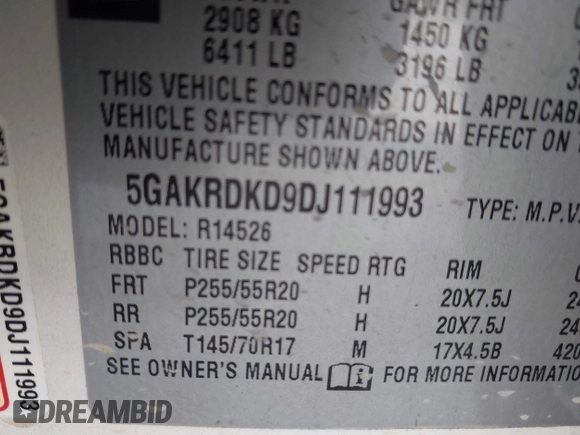 GAWR FRT
2908 KG 1450 KG
6411 LB 3196 LB
THIS VEHICLE CONFORMS TO ALL
VEHICLE SAFETY STANDARDS IN EFFECT ON
MANUFACTURE SHOWN ABOVE.
5GAKRDKD9DJ111993 TYPE: M.P.V.
MODEL: R14526
RBBC TIRE SIZE SPEED RTG RIM
FRT P255/55R20 H 20X7.5J
RR P255/55R20 H 20X7.5J
SPA T145/70R17 M 17X4.5B 420
SEE OWNER'S MANUAL FOR MORE
5GAKRDKD9DJ111993
DREAMBID